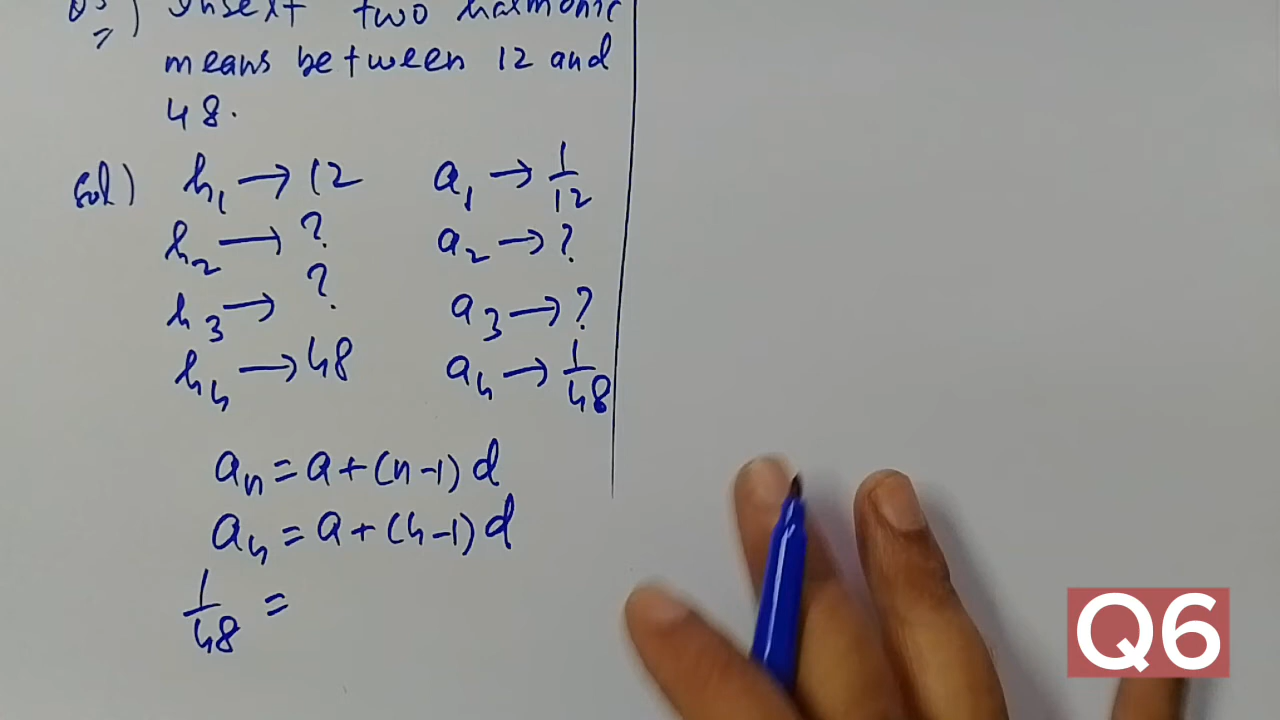 Insert two harmonic
means between 12 and
48.
Sol) h₁ → 12 a₁ → 1/12
h₂ → ? a₂ → ?
h₃ → ? a₃ → ?
h₄ → 48 a₄ → 1/48
aₙ = a + (n-1) d
a₄ = a + (4-1) d
1/48 =
Q6